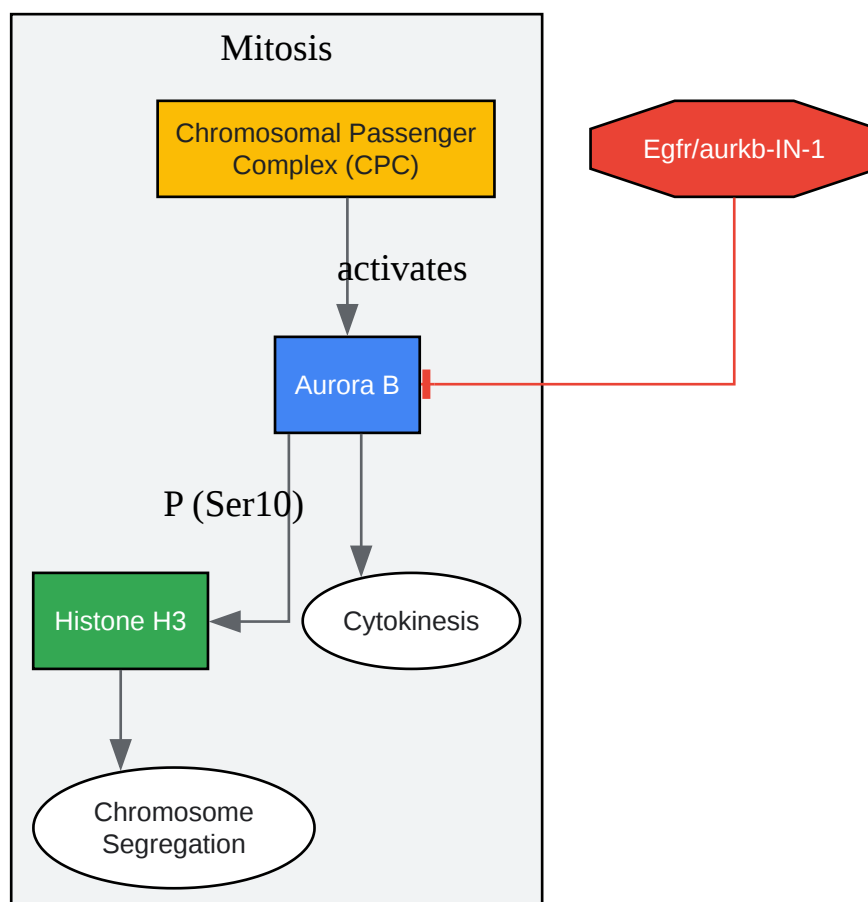 Mitosis
Chromosomal Passenger
Complex (CPC)
Egfr/aurkb-IN-1
activates
Aurora B
P (Ser10)
Histone H3
Cytokinesis
Chromosome
Segregation